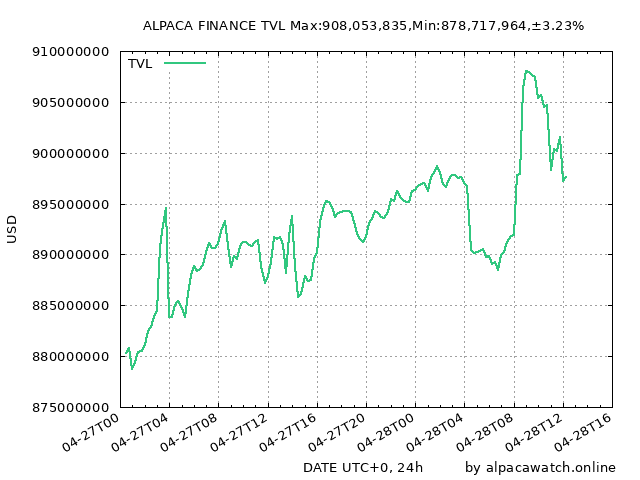 ALPACA FINANCE TVL Max:908,053,835,Min:878,717,964,±3.23%
TVL
910000000
905000000
900000000
895000000
890000000
885000000
880000000
875000000
USD
04-27T00
04-27T04
04-27T08
04-27T12
04-27T16
04-27T20
04-28T00
04-28T04
04-28T08
04-28T12
04-28T16
DATE UTC+0, 24h
by alpacawatch.online